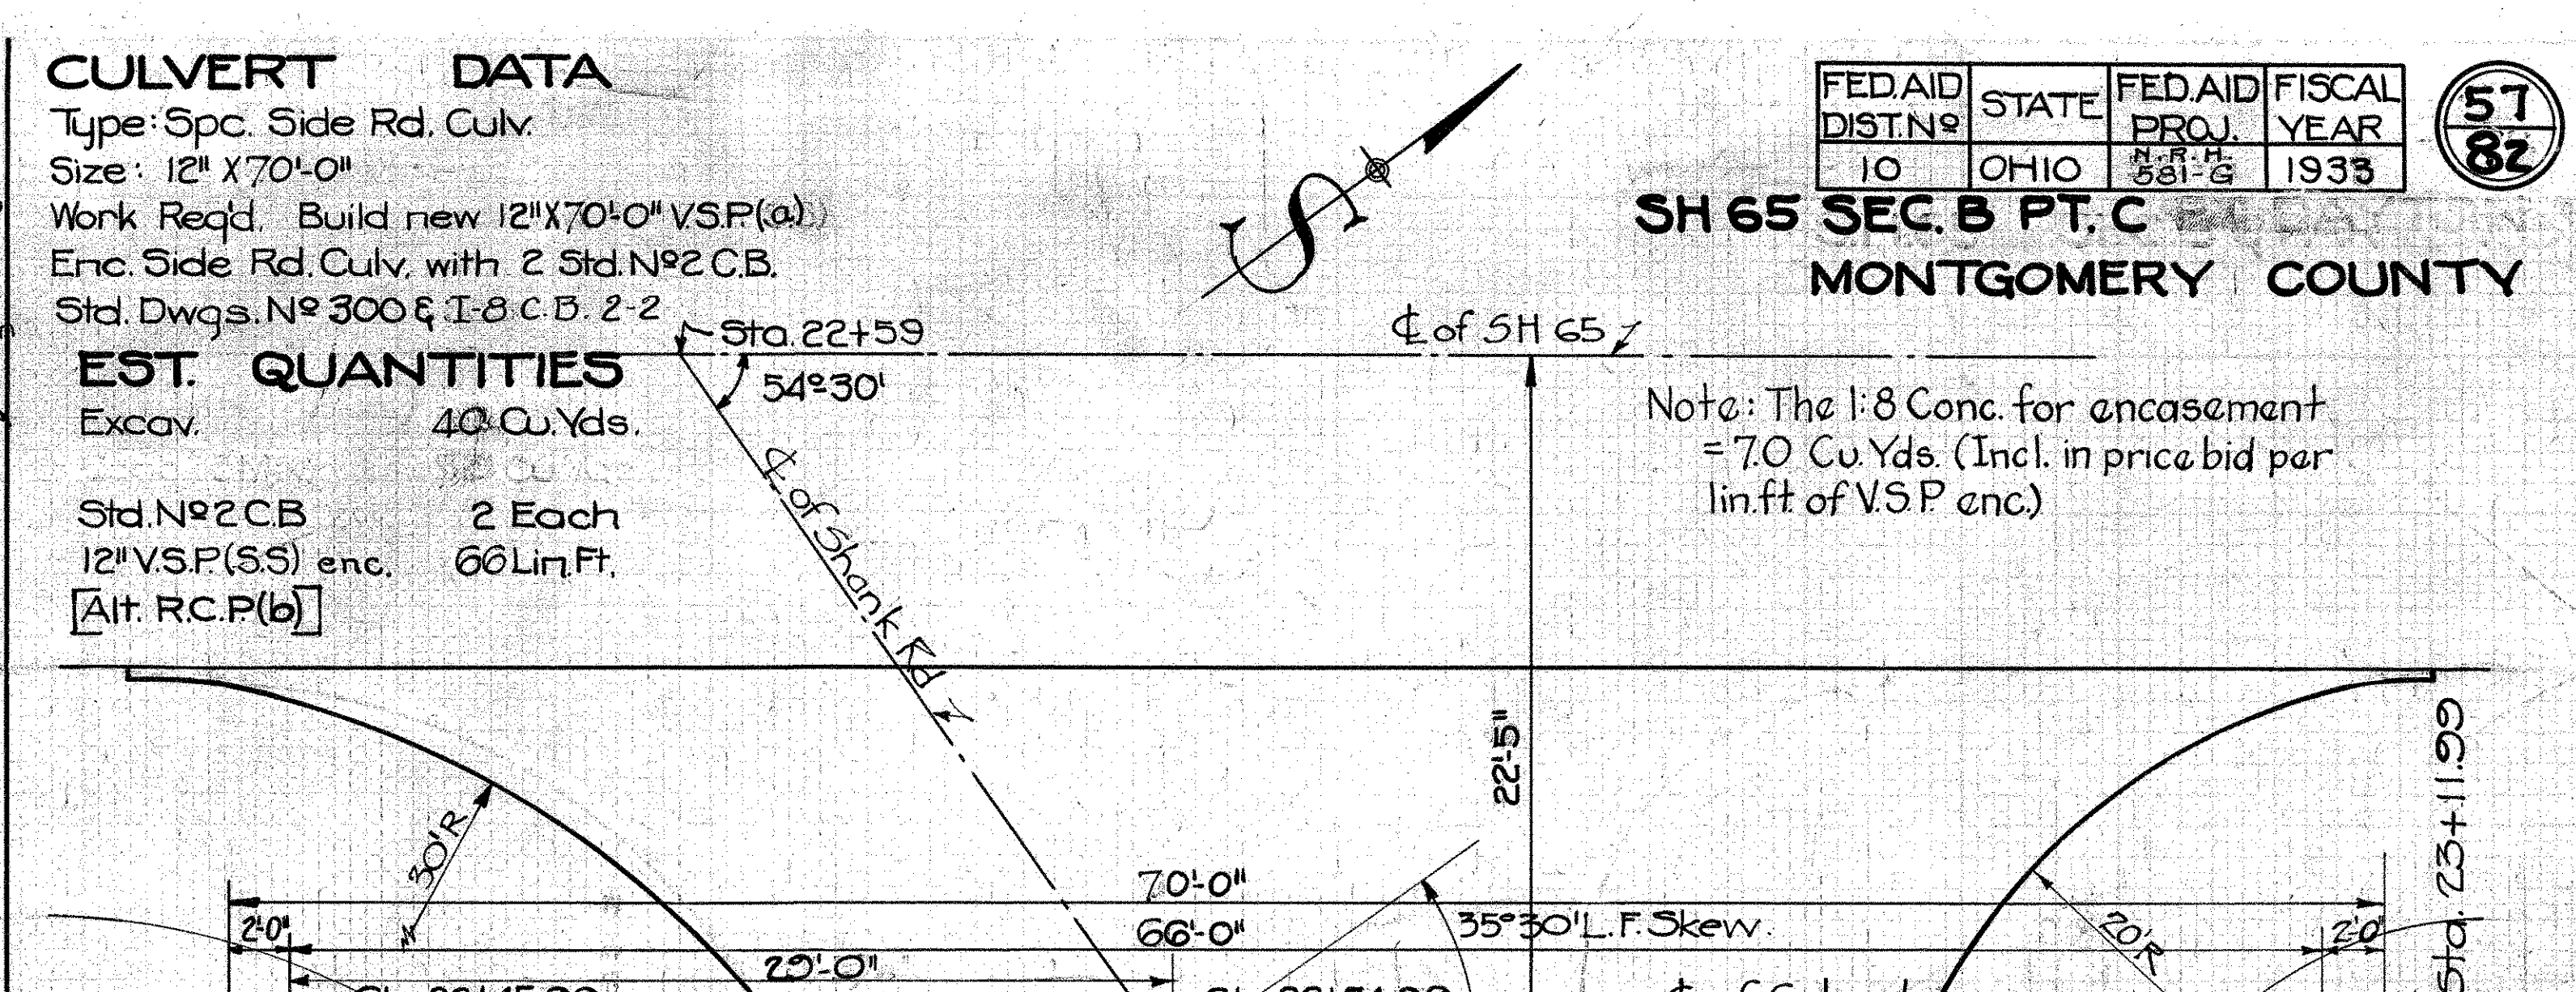 CULVERT DATA
Type: Spc. Side Rd. Culv.
Size: 12" X 70'-0"
Work Req'd. Build new 12"X70'-0" V.S.P.(a)
Enc. Side Rd. Culv. with 2 Std. Nº2 C.B.
Std. Dwgs. Nº 300 & I-8 C.B. 2-2
EST. QUANTITIES
Excav. 40 Cu.Yds.
Std. Nº2 C.B 2 Each
12" V.S.P.(S.S) enc. 66 Lin.Ft.
[Alt. R.C.P.(b)]
Sta. 22+59
54º30'
℄ of Shank Rd
S
℄ of SH 65
FED.AID DIST.Nº STATE FED.AID PROJ. FISCAL YEAR
10 OHIO N.R.H. 581-G 1933
57
82
SH 65 SEC. B PT. C
MONTGOMERY COUNTY
Note: The 1:8 Conc. for encasement
= 7.0 Cu.Yds. (Incl. in price bid per
lin.ft. of V.S.P. enc.)
22'-5"
30'R
70'-0"
66'-0"
2'-0"
29'-0"
35º30' L.F. Skew.
20'R
2'-0"
Sta. 23+11.99